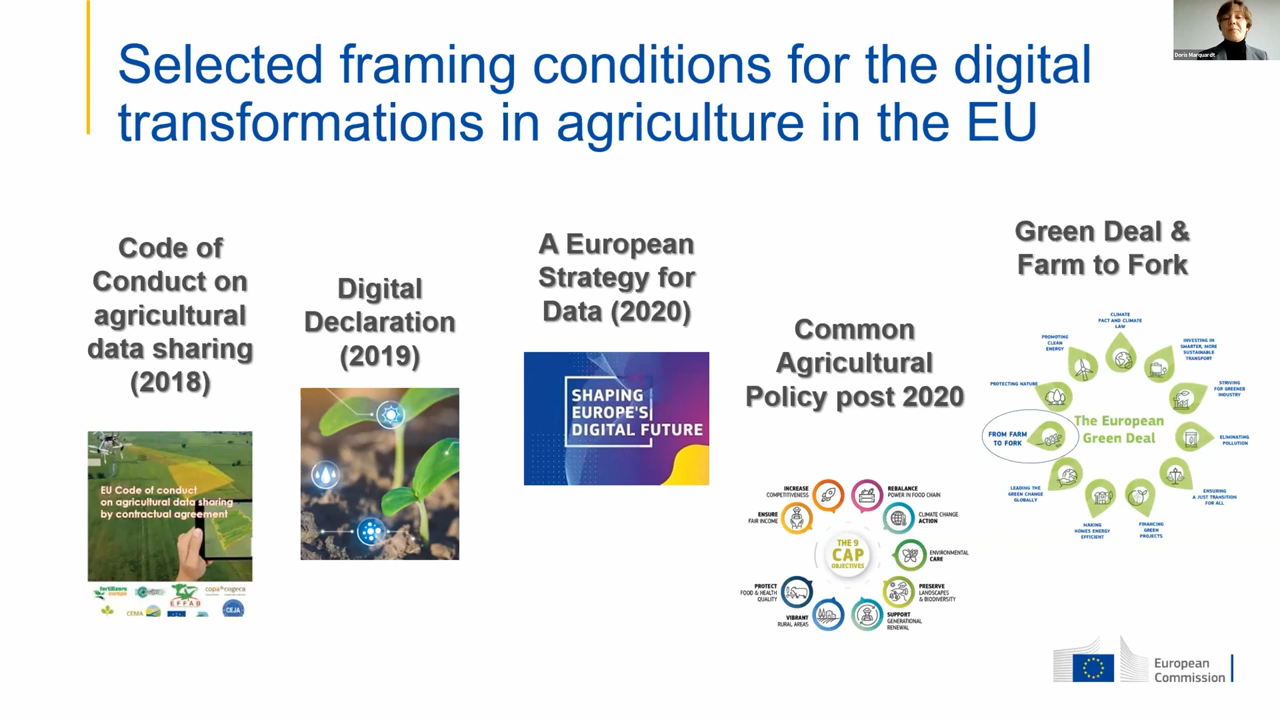 Selected framing conditions for the digital
transformations in agriculture in the EU
Doris Marquardt
Code of
Conduct on
agricultural
data sharing
(2018)
EU Code of conduct
on agricultural data sharing
by contractual agreement
fertilizers
europe
EFFAB
copa*cogeca
CEMA
CEJA
Digital
Declaration
(2019)
A European
Strategy for
Data (2020)
SHAPING
EUROPE'S
DIGITAL FUTURE
Common
Agricultural
Policy post 2020
THE 9
CAP
OBJECTIVES
INCREASE
COMPETITIVENESS
REBALANCE
POWER IN FOOD CHAIN
ENSURE
FAIR INCOME
CLIMATE CHANGE
ACTION
ENVIRONMENTAL
CARE
PROTECT
FOOD & HEALTH
QUALITY
PRESERVE
LANDSCAPES
& BIODIVERSITY
VIBRANT
RURAL AREAS
SUPPORT
GENERATIONAL
RENEWAL
Green Deal &
Farm to Fork
The European
Green Deal
CLIMATE
PACT AND CLIMATE
LAW
PROMOTING
CLEAN
ENERGY
INVESTING IN
SMARTER, MORE
SUSTAINABLE
TRANSPORT
PROTECTING NATURE
STRIVING
FOR GREENER
INDUSTRY
FROM FARM
TO FORK
ELIMINATING
POLLUTION
LEADING THE
GREEN CHANGE
GLOBALLY
ENSURING
A JUST TRANSITION
FOR ALL
MAKING
HOMES ENERGY
EFFICIENT
FINANCING
GREEN
PROJECTS
European
Commission